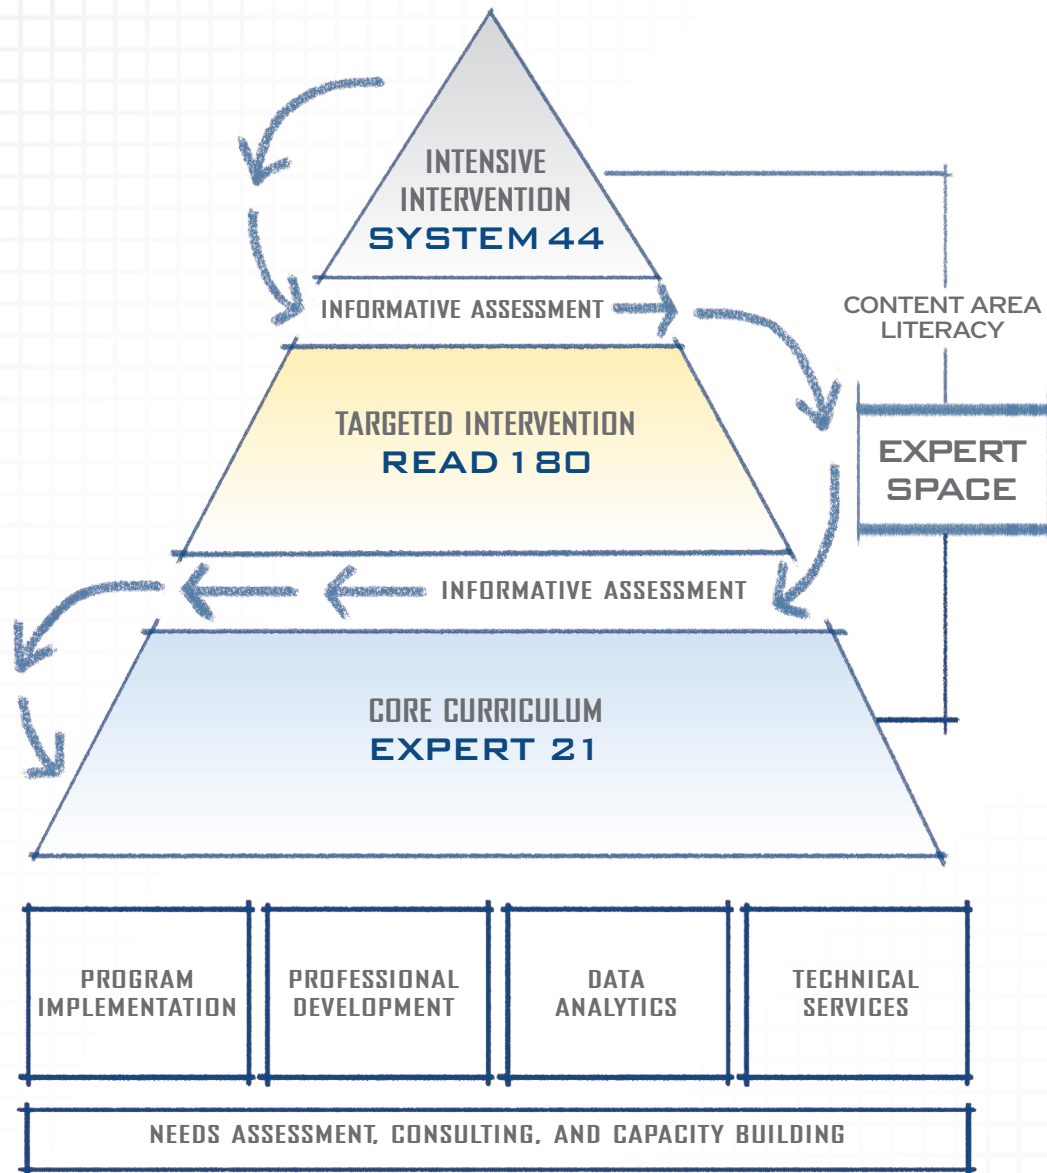 INTENSIVE
INTERVENTION
SYSTEM 44
INFORMATIVE ASSESSMENT
CONTENT AREA
LITERACY
TARGETED INTERVENTION
READ 180
EXPERT
SPACE
INFORMATIVE ASSESSMENT
CORE CURRICULUM
EXPERT 21
PROGRAM
IMPLEMENTATION
PROFESSIONAL
DEVELOPMENT
DATA
ANALYTICS
TECHNICAL
SERVICES
NEEDS ASSESSMENT, CONSULTING, AND CAPACITY BUILDING